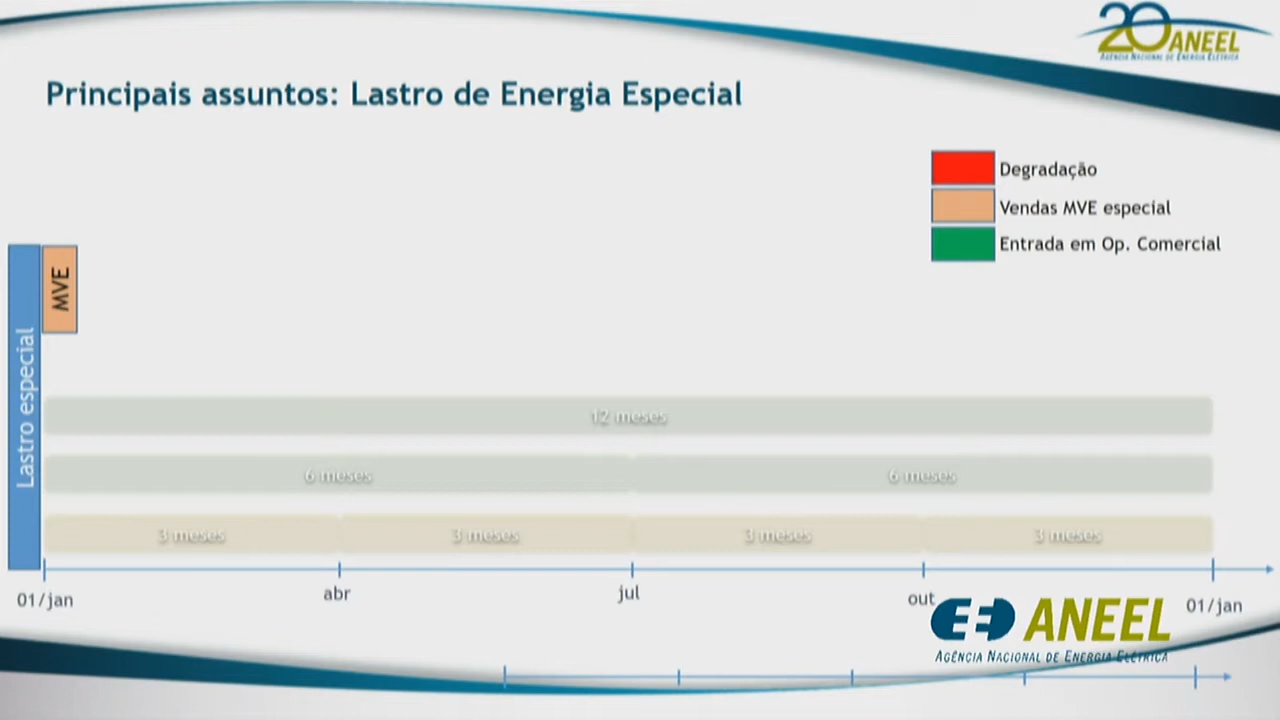 20 ANEEL
AGÊNCIA NACIONAL DE ENERGIA ELÉTRICA
Principais assuntos: Lastro de Energia Especial
Degradação
Vendas MVE especial
Entrada em Op. Comercial
MVE
Lastro especial
12 meses
6 meses
6 meses
3 meses
3 meses
3 meses
3 meses
01/jan
abr
jul
out
01/jan
ANEEL
AGÊNCIA NACIONAL DE ENERGIA ELÉTRICA